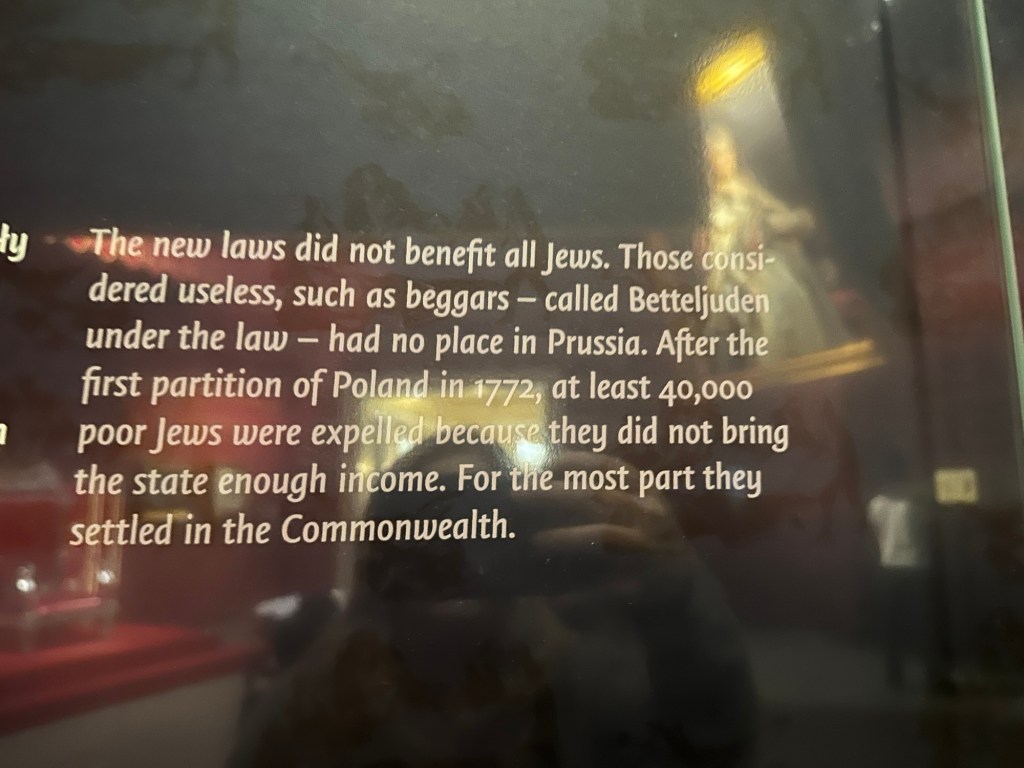 ły
The new laws did not benefit all Jews. Those consi-
dered useless, such as beggars – called Betteljuden
under the law – had no place in Prussia. After the
first partition of Poland in 1772, at least 40,000
n
poor Jews were expelled because they did not bring
the state enough income. For the most part they
settled in the Commonwealth.